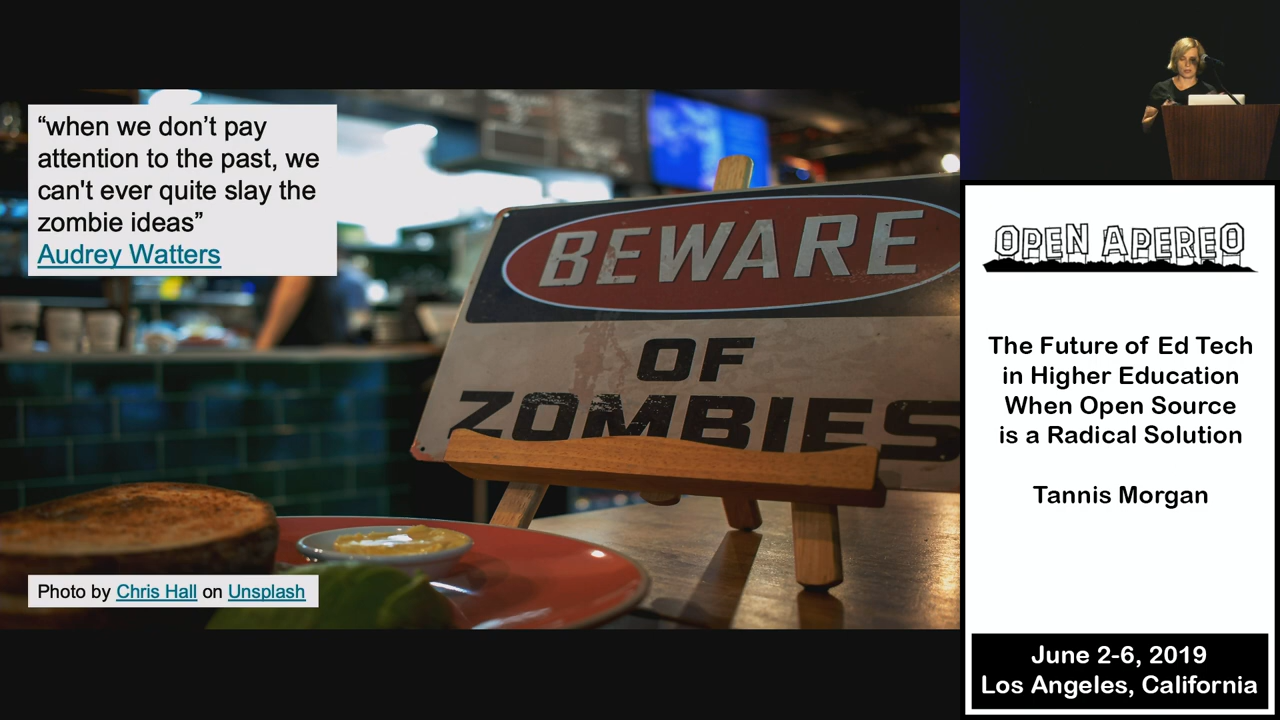 “when we don’t pay
attention to the past, we
can't ever quite slay the
zombie ideas”
Audrey Watters
BEWARE
OF
ZOMBIES
Photo by Chris Hall on Unsplash
OPEN APEREO
The Future of Ed Tech
in Higher Education
When Open Source
is a Radical Solution
Tannis Morgan
June 2-6, 2019
Los Angeles, California